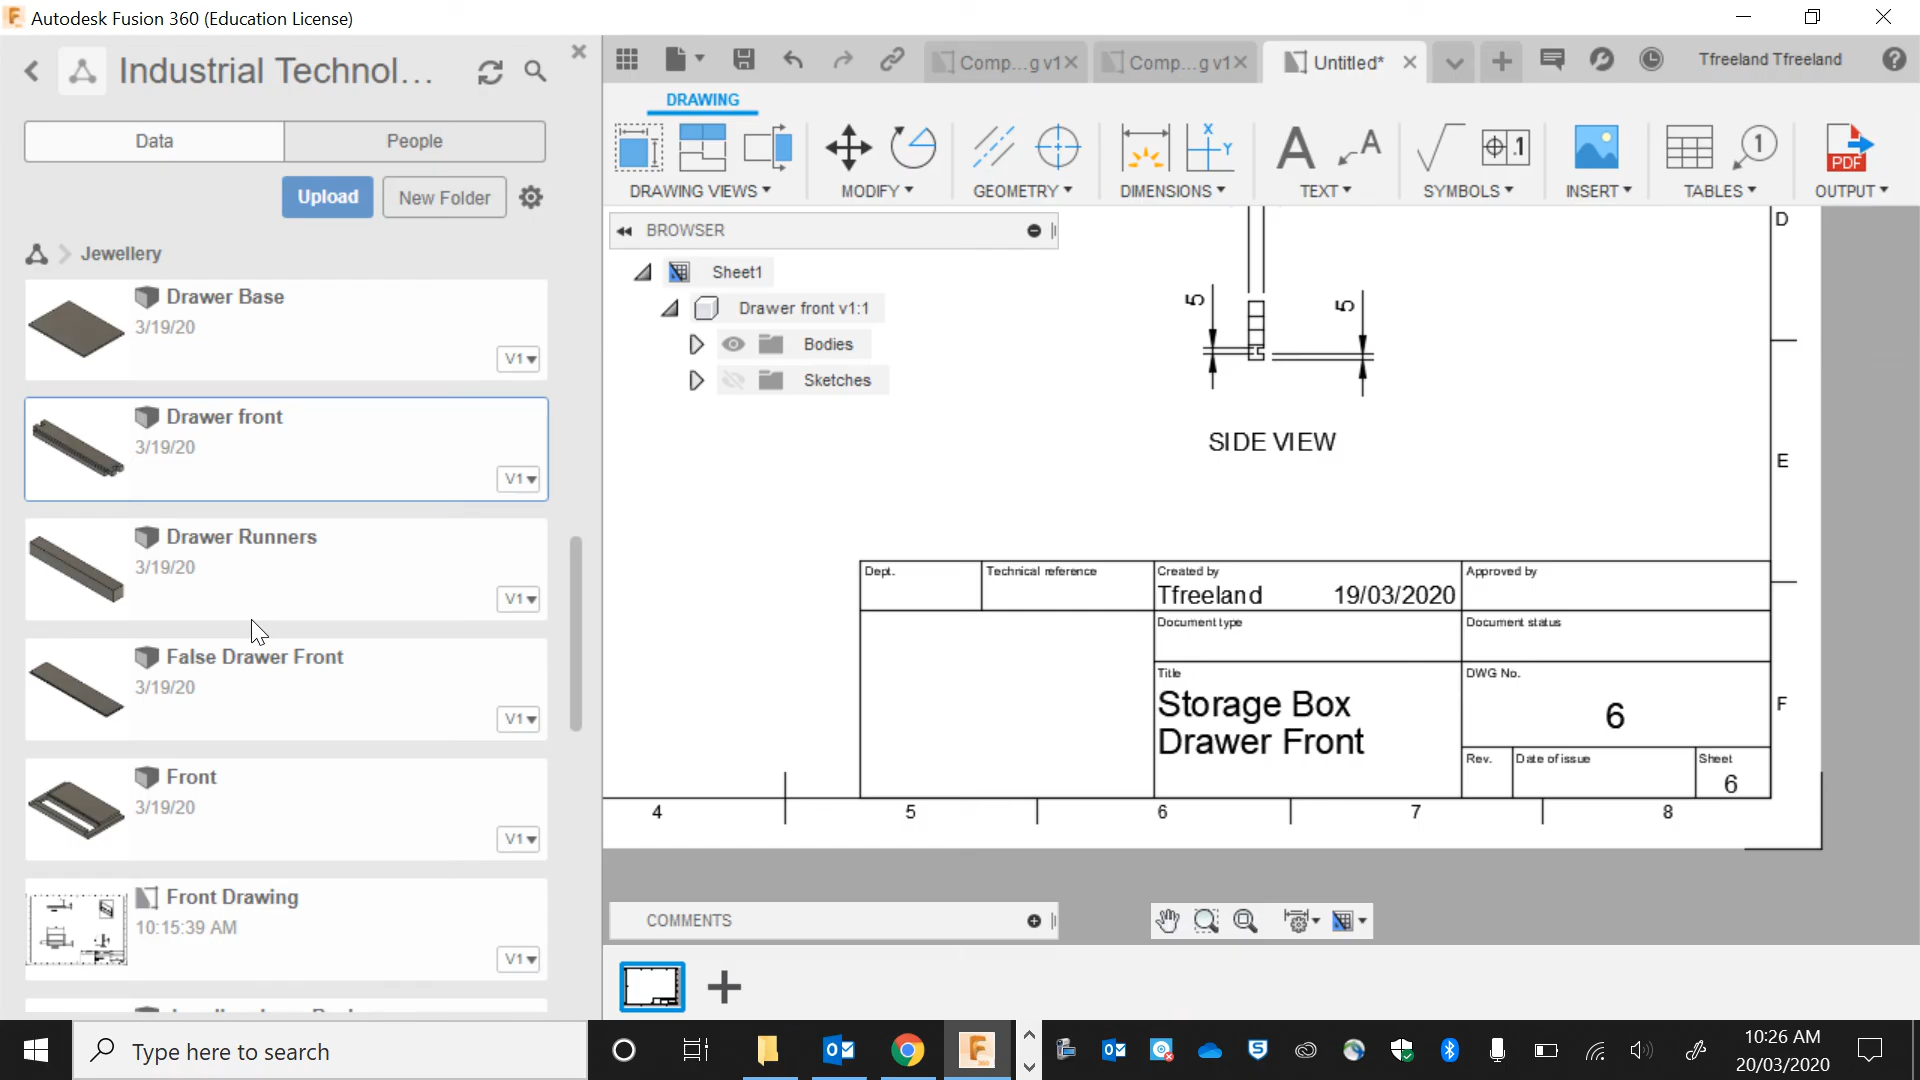 Autodesk Fusion 360 (Education License)
Industrial Technol...
Data
People
Upload
New Folder
Jewellery
Drawer Base
3/19/20
V1
Drawer front
3/19/20
V1
Drawer Runners
3/19/20
V1
False Drawer Front
3/19/20
V1
Front
3/19/20
V1
Front Drawing
10:15:39 AM
V1
Comp...g v1
Comp...g v1
Untitled*
Tfreeland Tfreeland
DRAWING
DRAWING VIEWS
MODIFY
GEOMETRY
DIMENSIONS
TEXT
SYMBOLS
INSERT
TABLES
PDF
OUTPUT
BROWSER
Sheet1
Drawer front v1:1
Bodies
Sketches
5
5
SIDE VIEW
D
E
F
Dept.
Technical reference
Created by
Tfreeland 19/03/2020
Approved by
Document type
Document status
Title
Storage Box
Drawer Front
DWG No.
6
Rev.
Date of issue
Sheet
6
4 5 6 7 8
COMMENTS
Type here to search
10:26 AM
20/03/2020